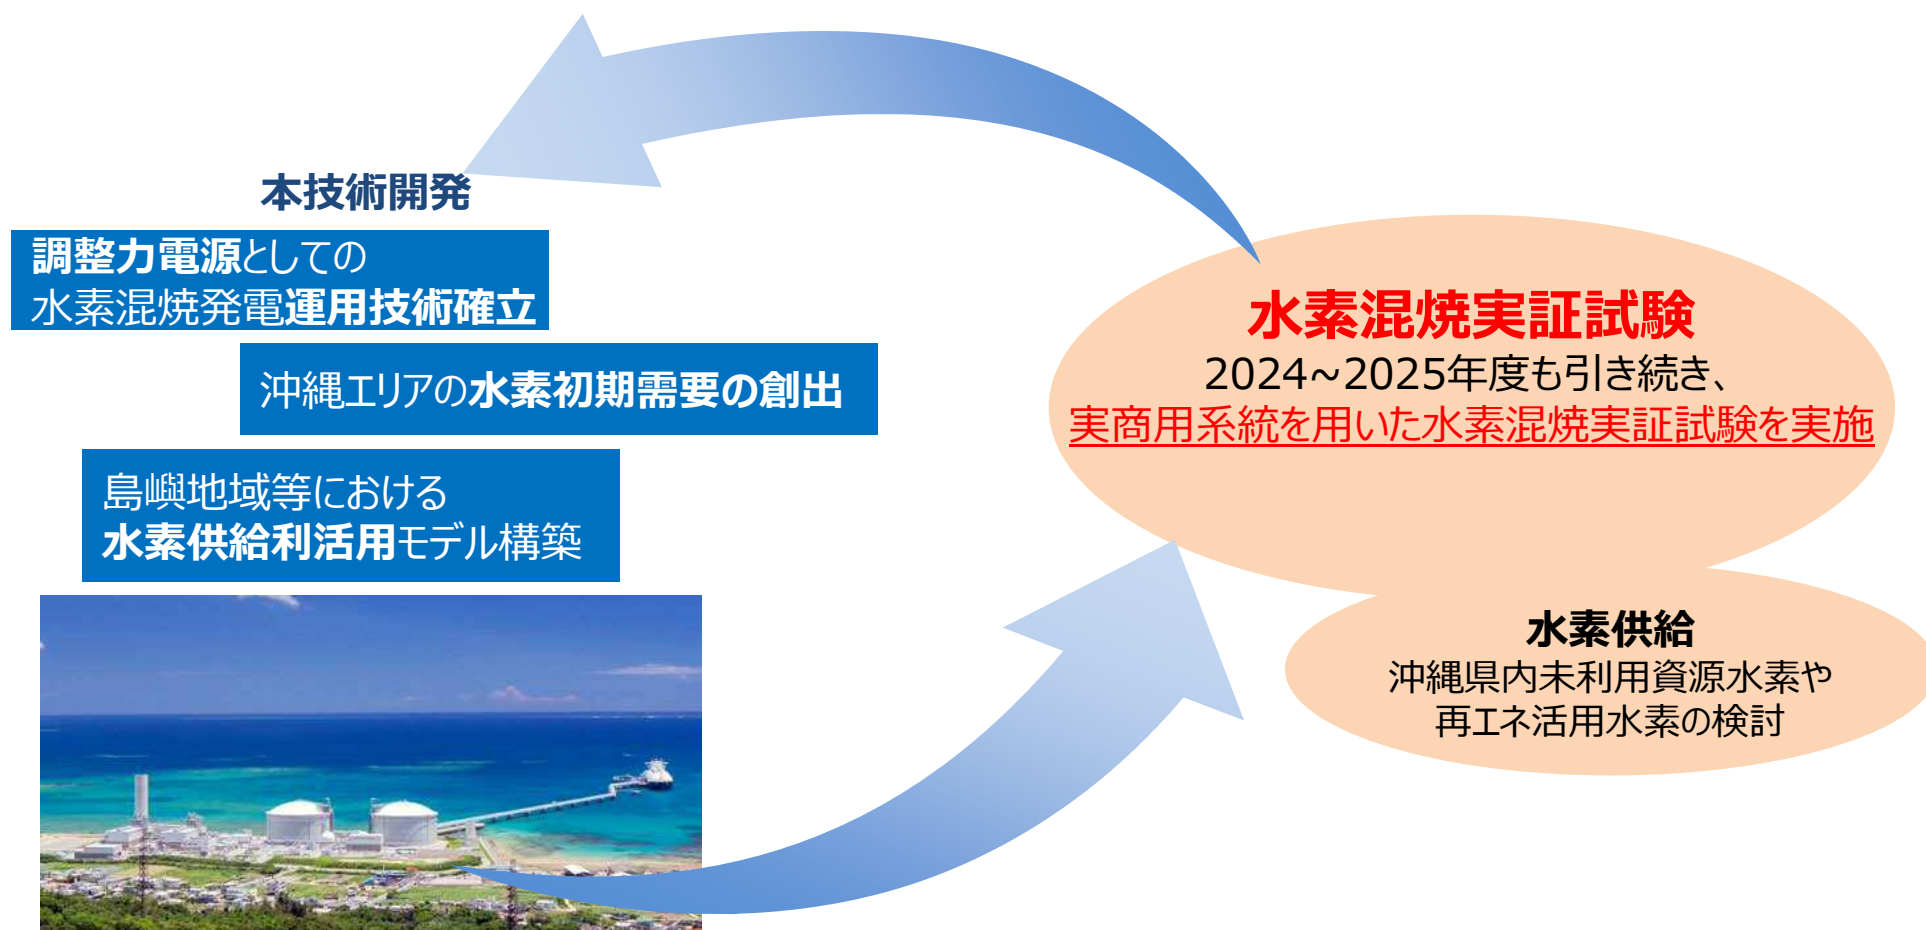 本技術開発
調整力電源としての
水素混焼発電運用技術確立
沖縄エリアの水素初期需要の創出
島嶼地域等における
水素供給利活用モデル構築
水素混焼実証試験
2024~2025年度も引き続き、
実商用系統を用いた水素混焼実証試験を実施
水素供給
沖縄県内未利用資源水素や
再エネ活用水素の検討